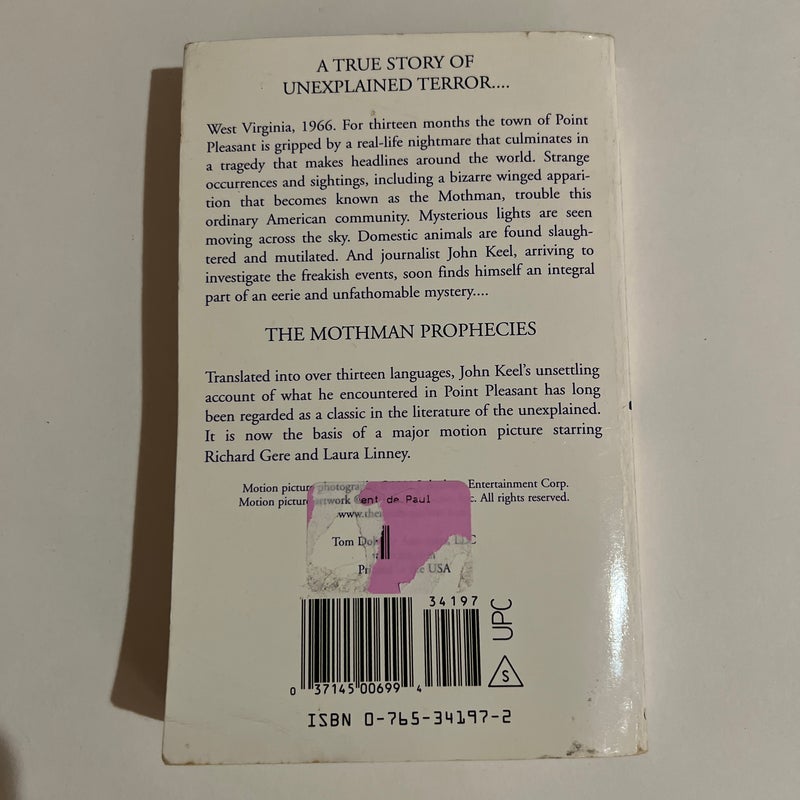 A TRUE STORY OF
UNEXPLAINED TERROR....
West Virginia, 1966. For thirteen months the town of Point
Pleasant is gripped by a real-life nightmare that culminates in
a tragedy that makes headlines around the world. Strange
occurrences and sightings, including a bizarre winged appari-
tion that becomes known as the Mothman, trouble this
ordinary American community. Mysterious lights are seen
moving across the sky. Domestic animals are found slaugh-
tered and mutilated. And journalist John Keel, arriving to
investigate the freakish events, soon finds himself an integral
part of an eerie and unfathomable mystery....
THE MOTHMAN PROPHECIES
Translated into over thirteen languages, John Keel's unsettling
account of what he encountered in Point Pleasant has long
been regarded as a classic in the literature of the unexplained.
It is now the basis of a major motion picture starring
Richard Gere and Laura Linney.
Motion picture Entertainment Corp.
Motion picture artwork © ent de Paul c. All rights reserved.
www.the
Tom Do LLC
USA
34197
UPC
S
0 37145 00699 4
ISBN 0-765-34197-2